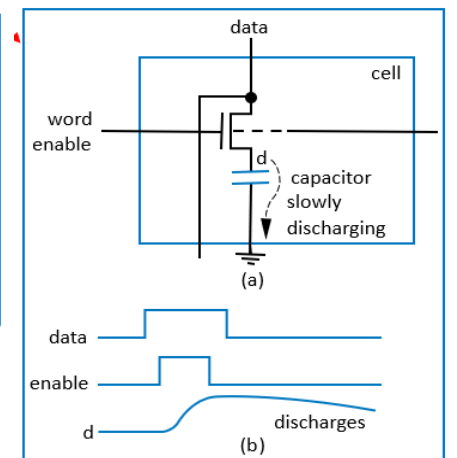 data
cell
word
enable
d
capacitor
slowly
discharging
(a)
data
enable
discharges
d
(b)